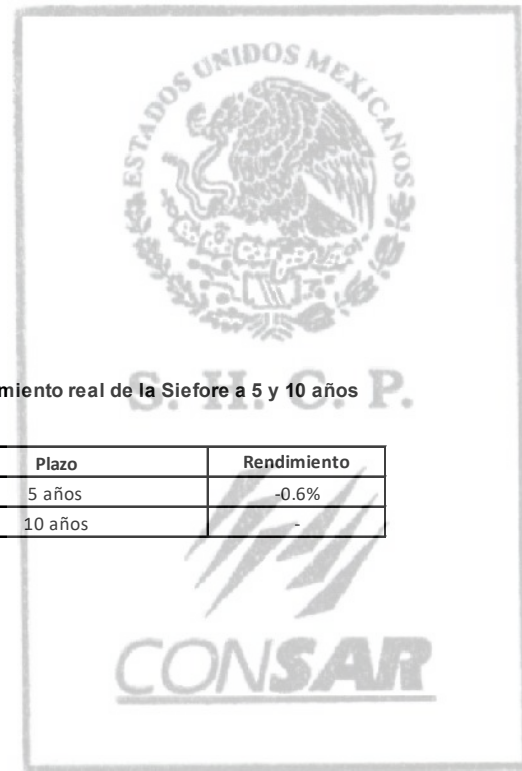 ESTADOS UNIDOS MEXICANOS
S. H. C. P.
miento real de la Siefore a 5 y 10 años
Plazo Rendimiento
5 años -0.6%
10 años -
CONSAR